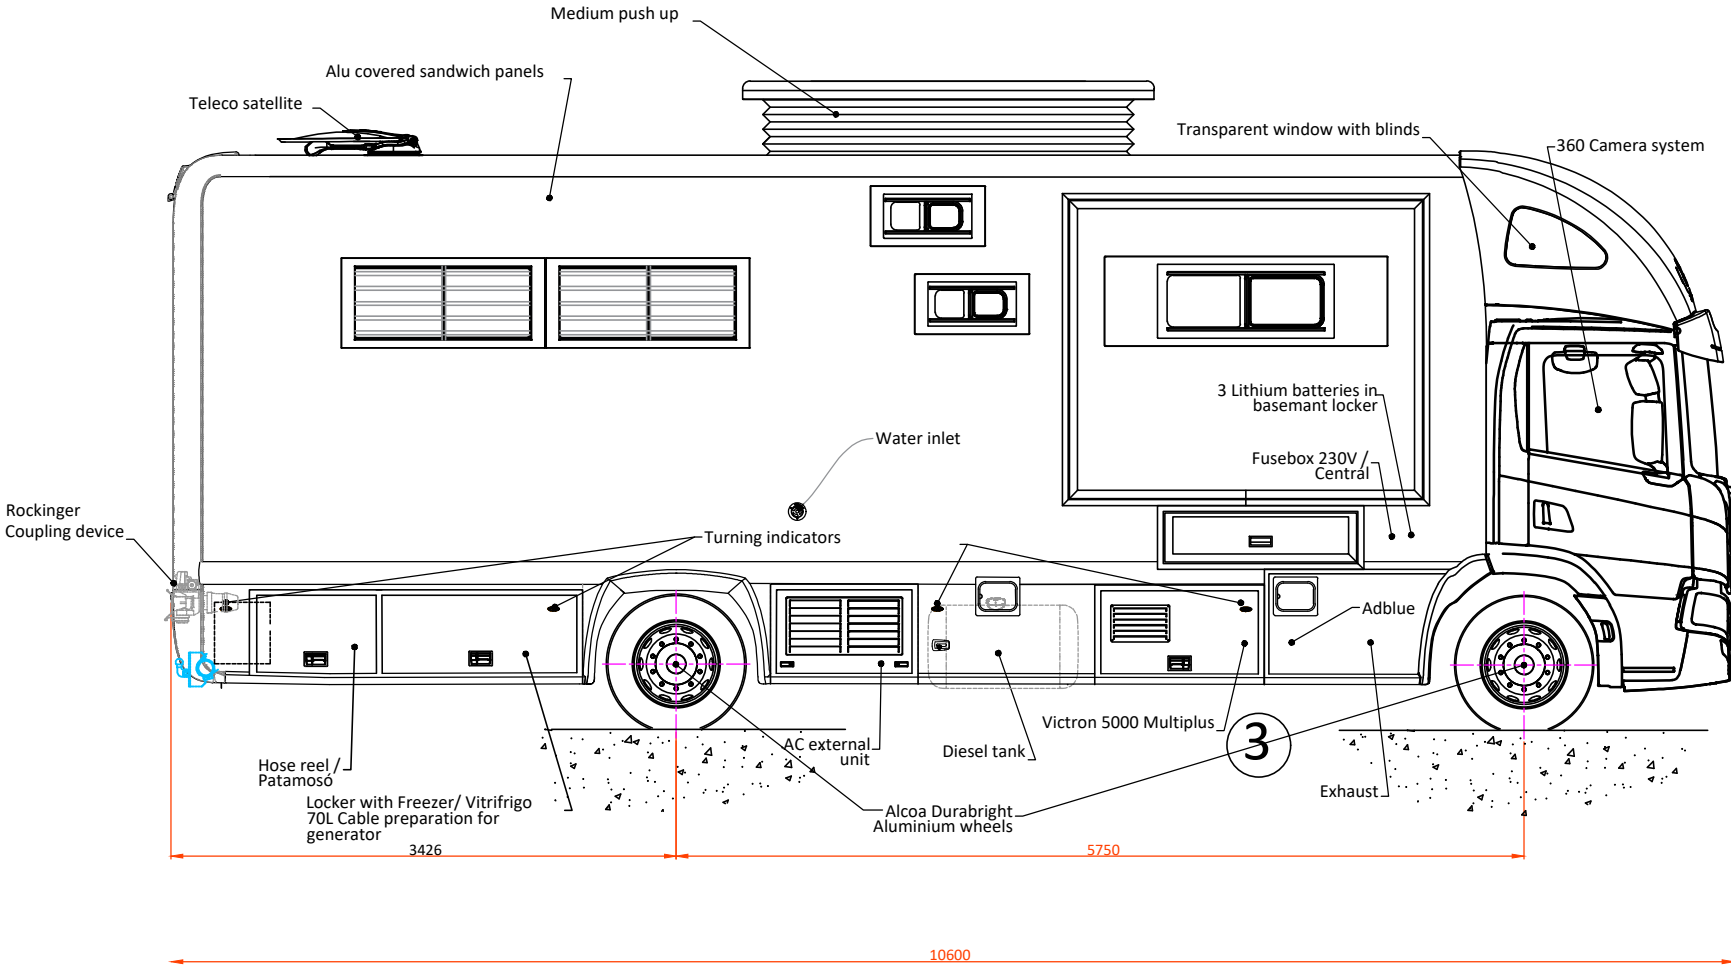 Medium push up
Alu covered sandwich panels
Teleco satellite
Transparent window with blinds
360 Camera system
3 Lithium batteries in
basemant locker
Water inlet
Fusebox 230V /
Central
Rockinger
Coupling device
Turning indicators
Adblue
Victron 5000 Multiplus
3
AC external
unit
Diesel tank
Hose reel /
Patamosó
Exhaust
Locker with Freezer/ Vitrifrigo
70L Cable preparation for
generator
Alcoa Durabright
Aluminium wheels
3426
5750
10600